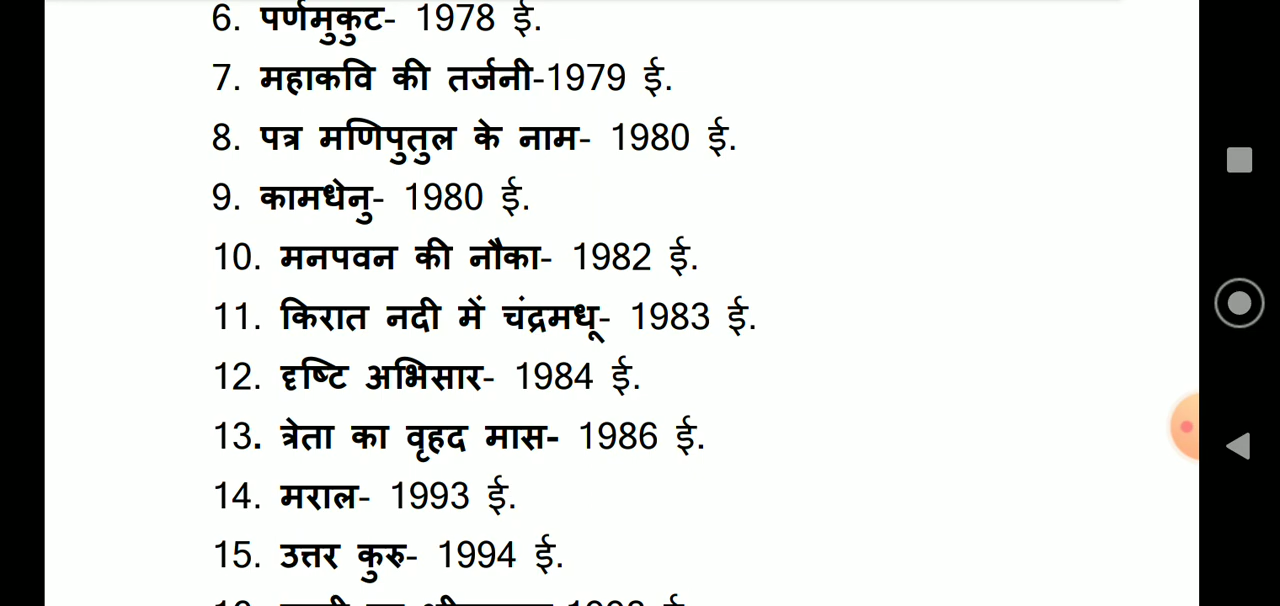 6. पर्णमुकुट- 1978 ई.
7. महाकवि की तर्जनी-1979 ई.
8. पत्र मणिपुतुल के नाम- 1980 ई.
9. कामधेनु- 1980 ई.
10. मनपवन की नौका- 1982 ई.
11. किरात नदी में चंद्रमधू- 1983 ई.
12. दृष्टि अभिसार- 1984 ई.
13. त्रेता का वृहद मास- 1986 ई.
14. मराल- 1993 ई.
15. उत्तर कुरु- 1994 ई.